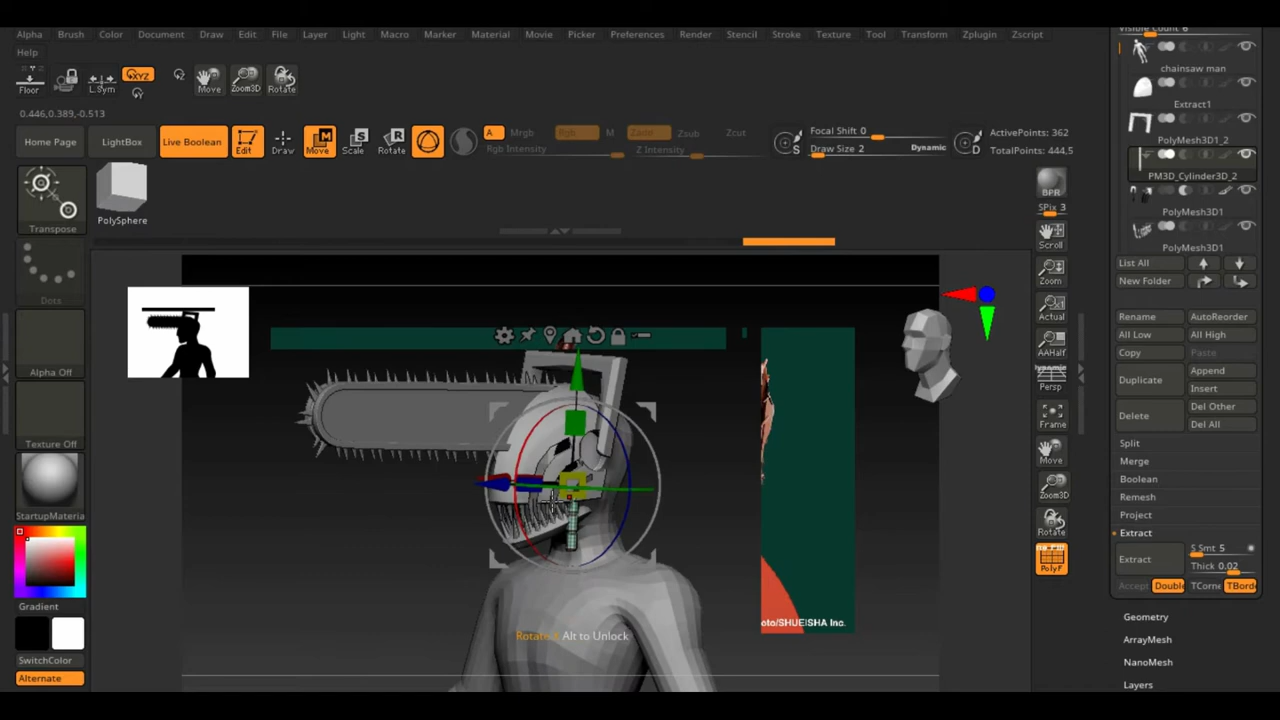 Alpha Brush Color Document Draw Edit File Layer Light Macro Marker Material Movie Picker Preferences Render Stencil Stroke Texture Tool Transform Zplugin Zscript
Help
Floor
L.Sym
XYZ
Move
Zoom3D
Rotate
0.446,0.389,-0.513
Home Page
LightBox
Live Boolean
Edit
Draw
Move
Scale
Rotate
A
Mrgb
Rgb
M
Zadd
Zsub
Zcut
Rgb Intensity
Z Intensity
Focal Shift 0
Draw Size 2
Dynamic
ActivePoints: 362
TotalPoints: 444,5
Transpose
PolySphere
Dots
Alpha Off
Texture Off
StartupMateria
Gradient
SwitchColor
Alternate
Rotate
Alt to Unlock
oto/SHUEISHA Inc.
BPR
SPix 3
Scroll
Zoom
Actual
AAHalf
Dynamic
Persp
Frame
Move
Zoom3D
Rotate
PolyF
Visible Count 6
chainsaw man
Extract1
PolyMesh3D1_2
PM3D_Cylinder3D_2
PolyMesh3D1
PolyMesh3D1
List All
New Folder
Rename
AutoReorder
All Low
All High
Copy
Paste
Duplicate
Append
Insert
Delete
Del Other
Del All
Split
Merge
Boolean
Remesh
Project
Extract
Extract
S Smt 5
Thick 0.02
Accept
Double
TCorne
TBorde
Geometry
ArrayMesh
NanoMesh
Layers